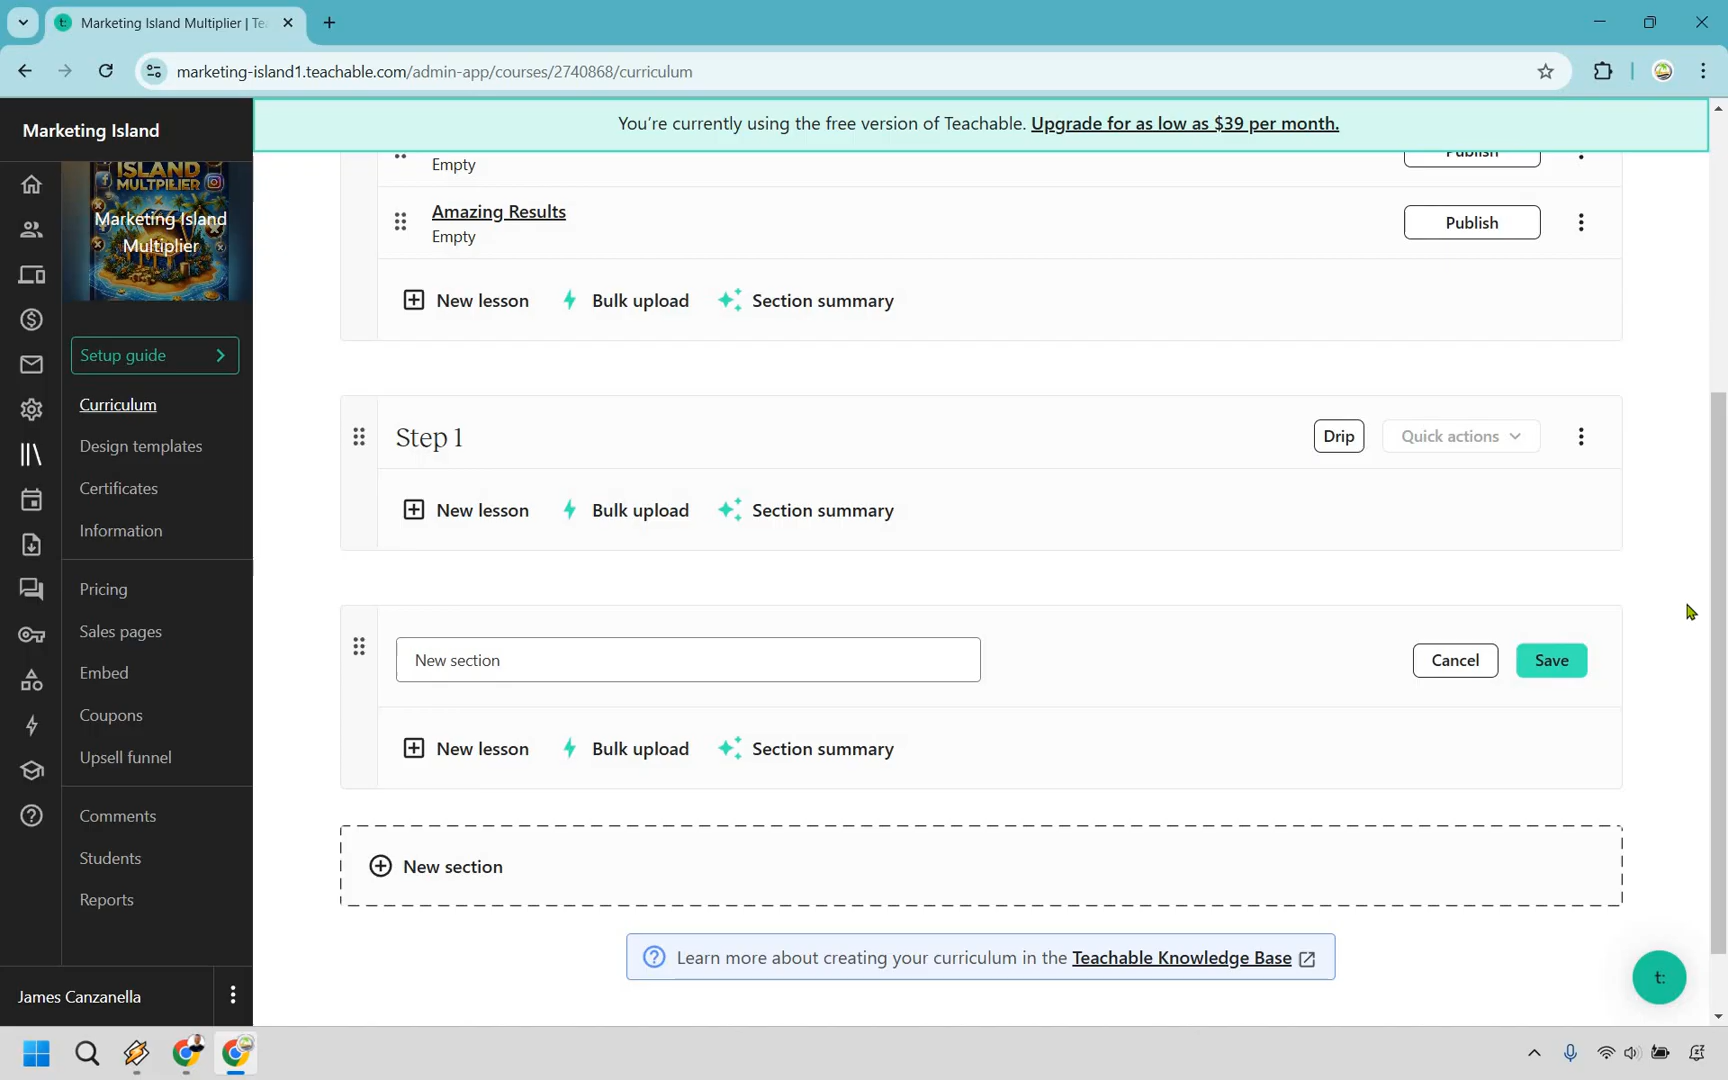 Marketing Island Multiplier | Tea
marketing-island1.teachable.com/admin-app/courses/2740868/curriculum
Marketing Island
You're currently using the free version of Teachable. Upgrade for as low as $39 per month.
ISLAND
MULTIPLIER
Marketing Island
Multiplier
Setup guide
Curriculum
Design templates
Certificates
Information
Pricing
Sales pages
Embed
Coupons
Upsell funnel
Comments
Students
Reports
James Canzanella
Empty
Publish
Amazing Results
Empty
Publish
New lesson
Bulk upload
Section summary
Step 1
Drip
Quick actions
New lesson
Bulk upload
Section summary
New section
Cancel
Save
New lesson
Bulk upload
Section summary
New section
Learn more about creating your curriculum in the Teachable Knowledge Base
t: